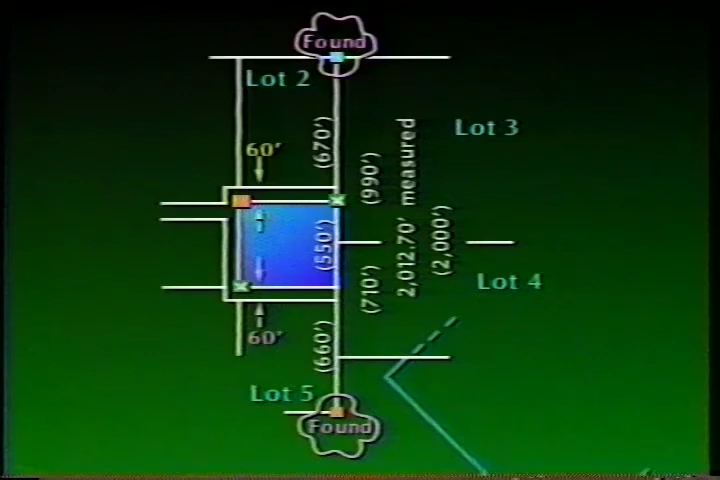 Found
Lot 2
Lot 3
60'
(670')
(990')
2,012.70' measured
(2,000')
(550')
(710')
Lot 4
60'
(660')
Lot 5
Found